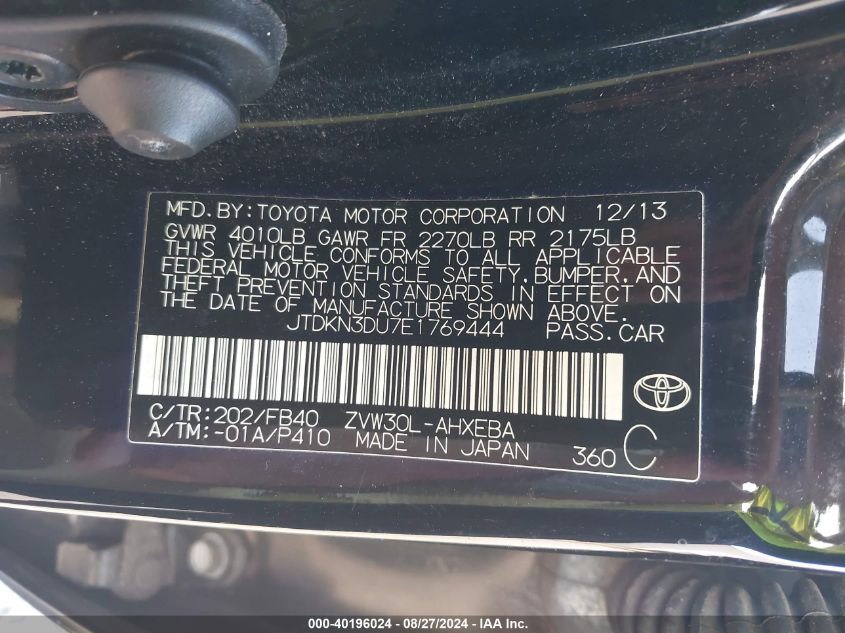 MFD.BY:TOYOTA MOTOR CORPORATION 12/13
GVWR 4010LB GAWR FR 2270LB RR 2175LB
THIS VEHICLE CONFORMS TO ALL APPLICABLE
FEDERAL MOTOR VEHICLE SAFETY,BUMPER,AND
THEFT PREVENTION STANDARDS IN EFFECT ON
THE DATE OF MANUFACTURE SHOWN ABOVE.
JTDKN3DU7E1769444 PASS.CAR
C/TR:202/FB40 ZVW30L-AHXEBA
A/TM:-01A/P410 MADE IN JAPAN 360 C
000-40196024 - 08/27/2024 - IAA Inc.